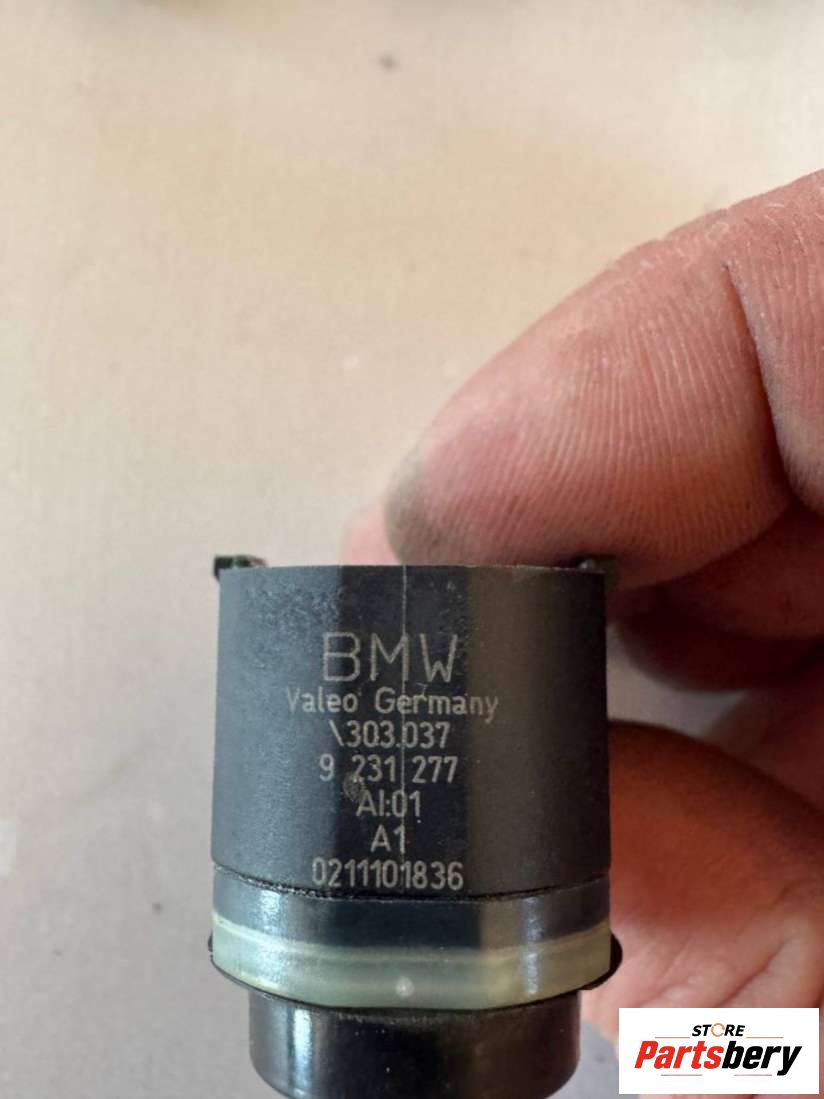 BMW
Valeo Germany
\303.037
9 231 277
AI:01
A1
0211101836
STORE
Partsbery